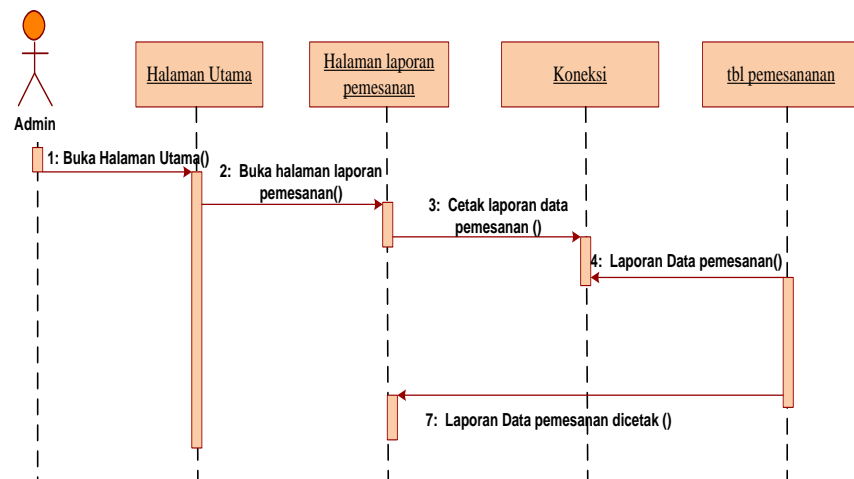 Halaman Utama
Halaman laporan
pemesanan
Koneksi
tbl pemesananan
Admin
1: Buka Halaman Utama()
2: Buka halaman laporan
pemesanan()
3: Cetak laporan data
pemesanan ()
4: Laporan Data pemesanan()
7: Laporan Data pemesanan dicetak ()